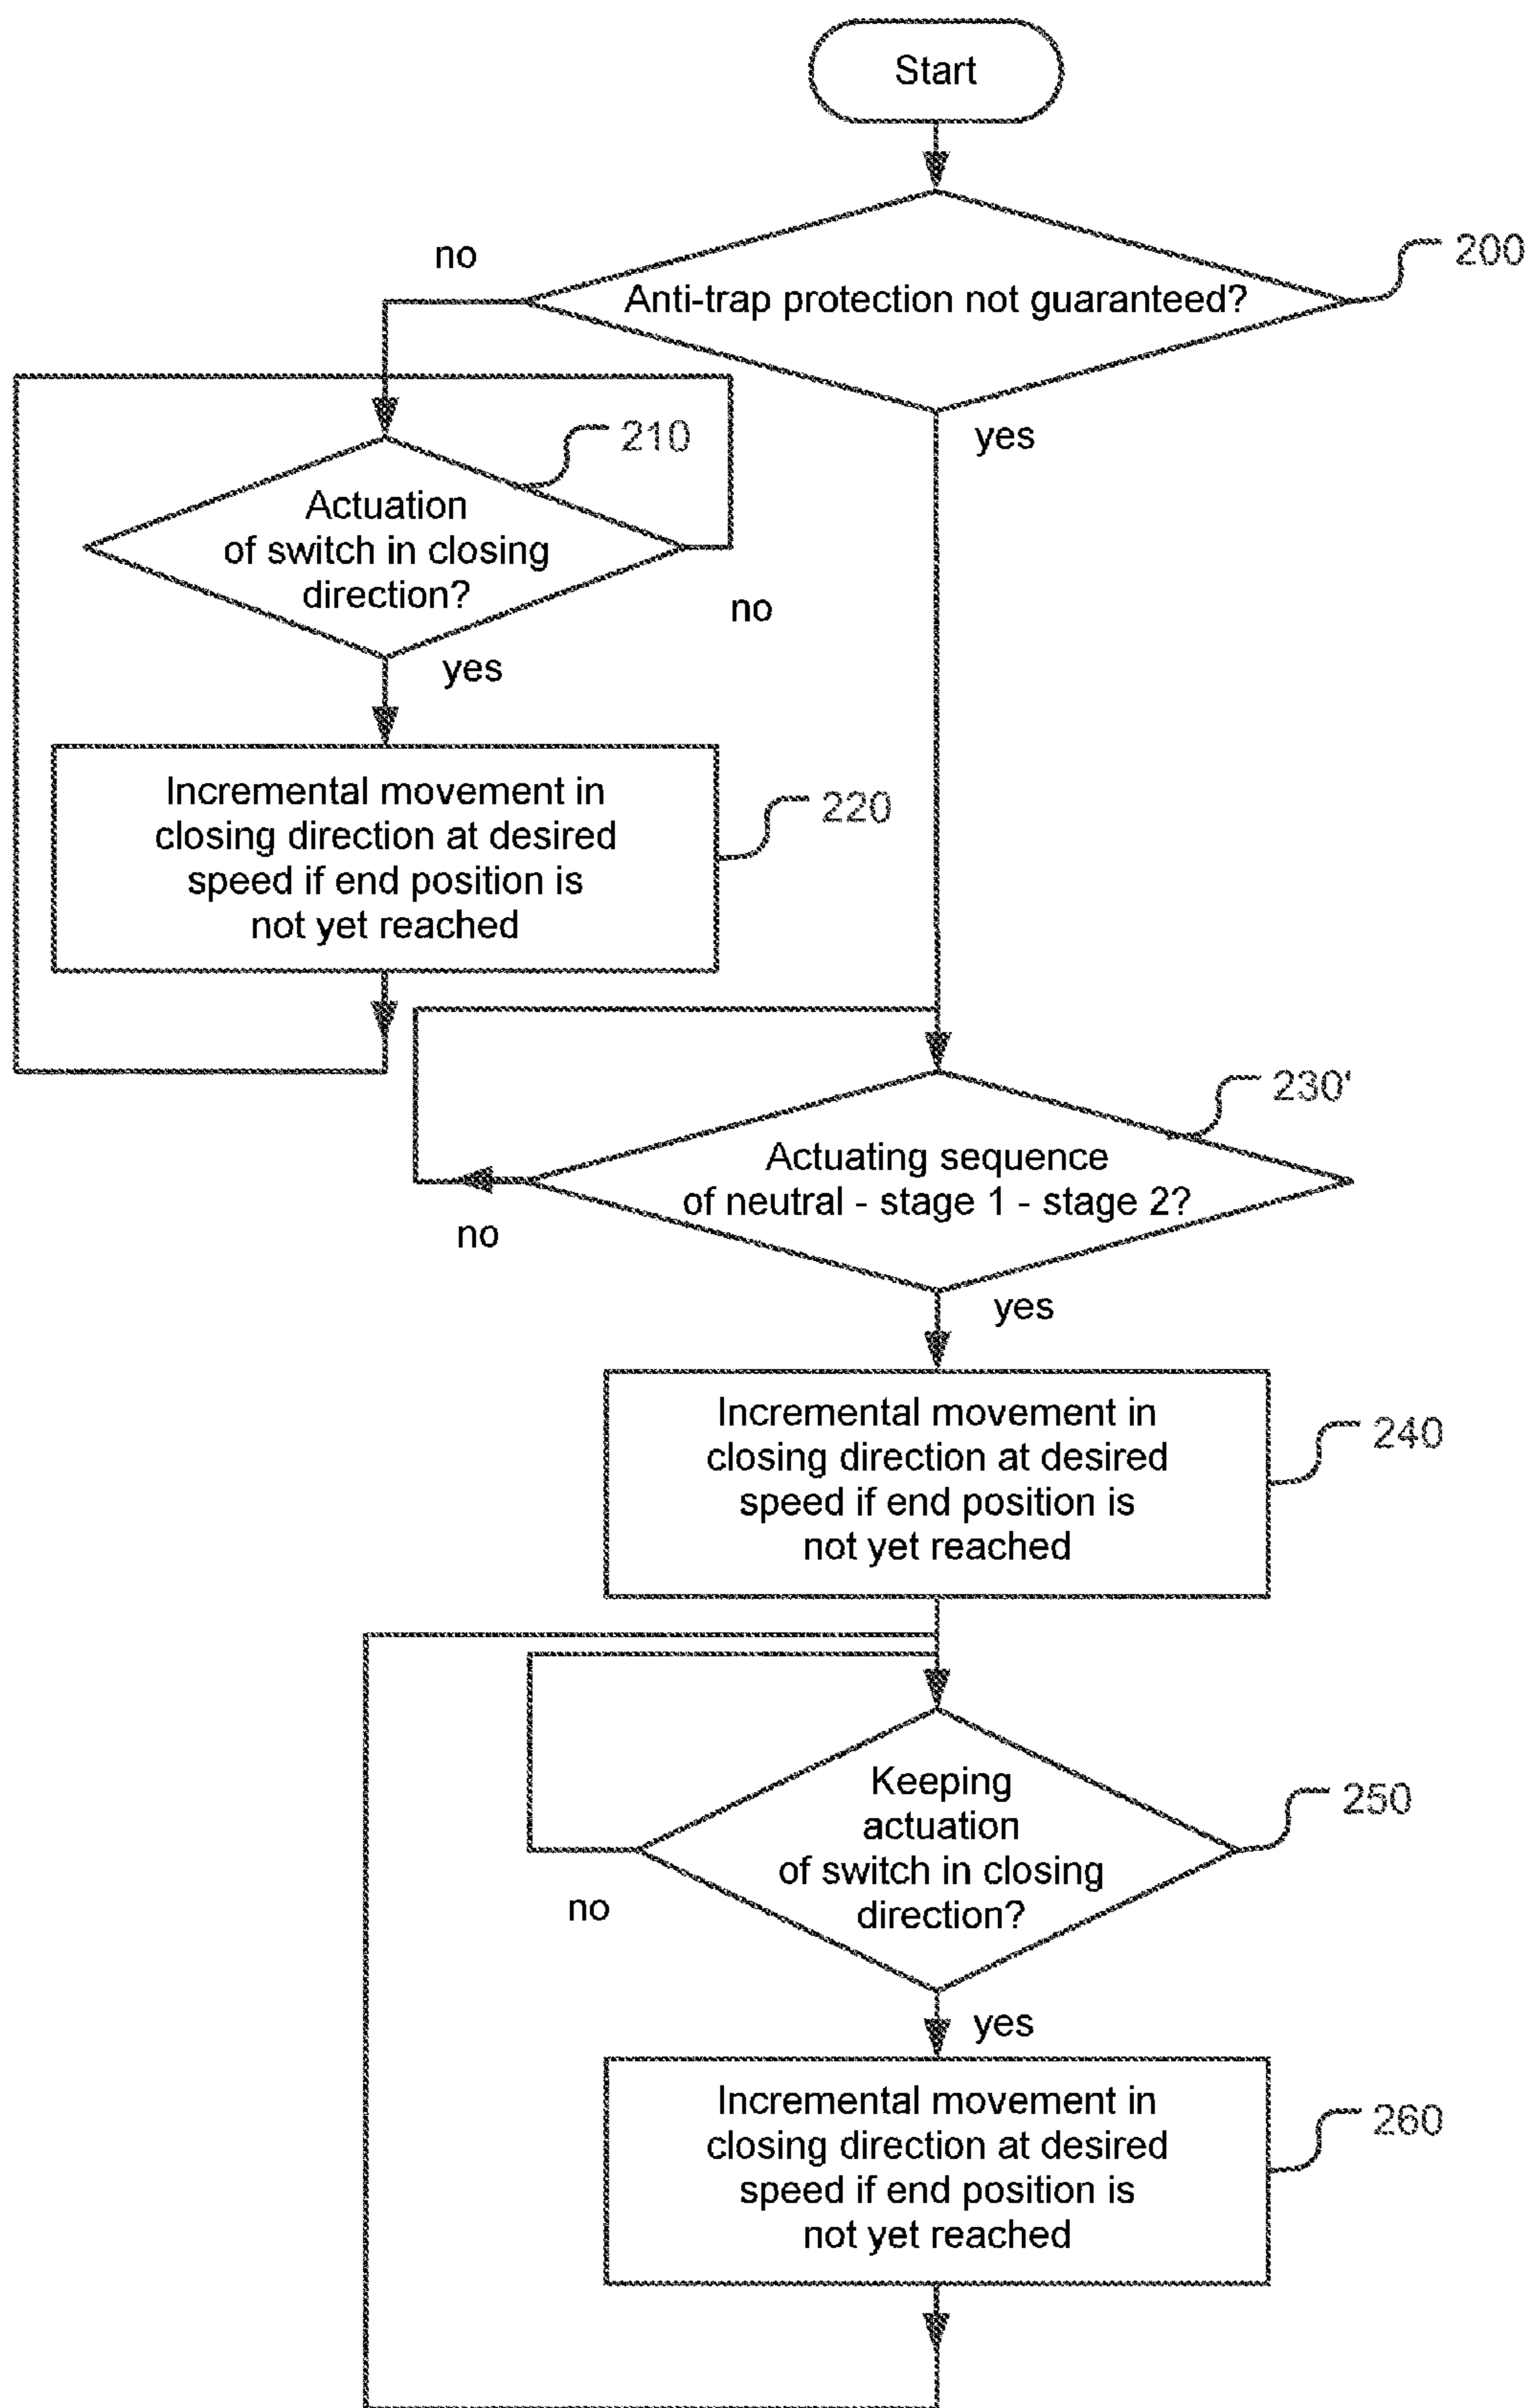 Start
no
Anti-trap protection not guaranteed?
200
yes
210
Actuation
of switch in closing
direction?
no
yes
Incremental movement in
closing direction at desired
speed if end position is
not yet reached
220
230'
Actuating sequence
of neutral - stage 1 - stage 2?
no
yes
Incremental movement in
closing direction at desired
speed if end position is
not yet reached
240
Keeping
actuation
of switch in closing
direction?
250
no
yes
Incremental movement in
closing direction at desired
speed if end position is
not yet reached
260